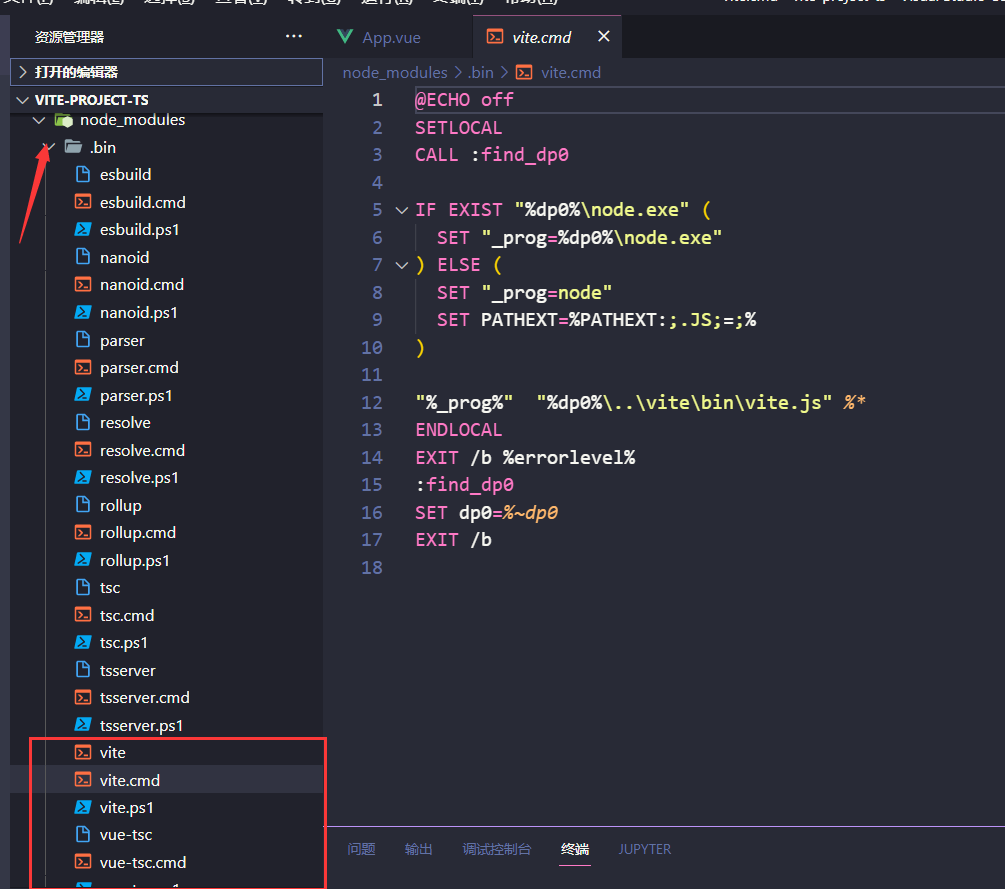 资源管理器
···
打开的编辑器
VITE-PROJECT-TS
node_modules
.bin
esbuild
esbuild.cmd
esbuild.ps1
nanoid
nanoid.cmd
nanoid.ps1
parser
parser.cmd
parser.ps1
resolve
resolve.cmd
resolve.ps1
rollup
rollup.cmd
rollup.ps1
tsc
tsc.cmd
tsc.ps1
tsserver
tsserver.cmd
tsserver.ps1
vite
vite.cmd
vite.ps1
vue-tsc
vue-tsc.cmd
App.vue
vite.cmd
node_modules > .bin > vite.cmd
1 @ECHO off
2 SETLOCAL
3 CALL :find_dp0
4
5 IF EXIST "%dp0%\node.exe" (
6 SET "_prog=%dp0%\node.exe"
7 ) ELSE (
8 SET "_prog=node"
9 SET PATHEXT=%PATHEXT:;.JS;=;%
10 )
11
12 "%_prog%"  "%dp0%\..\vite\bin\vite.js" %*
13 ENDLOCAL
14 EXIT /b %errorlevel%
15 :find_dp0
16 SET dp0=%~dp0
17 EXIT /b
18
问题 输出 调试控制台 终端 JUPYTER